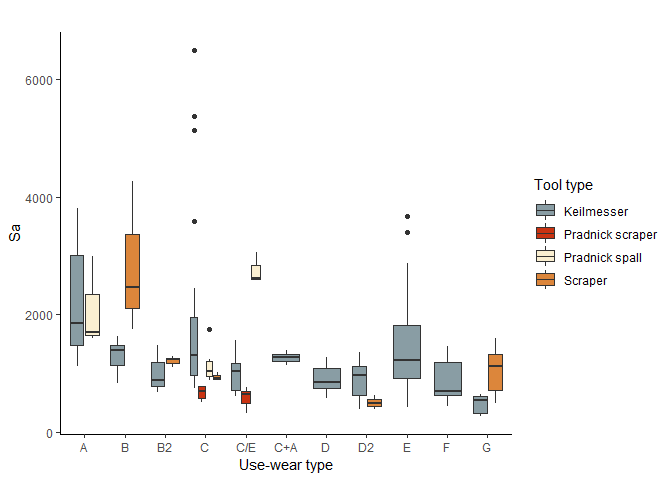 6000
4000
2000
0
Sa
A B B2 C C/E C+A D D2 E F G
Use-wear type
Tool type
Keilmesser
Pradnick scraper
Pradnick spall
Scraper